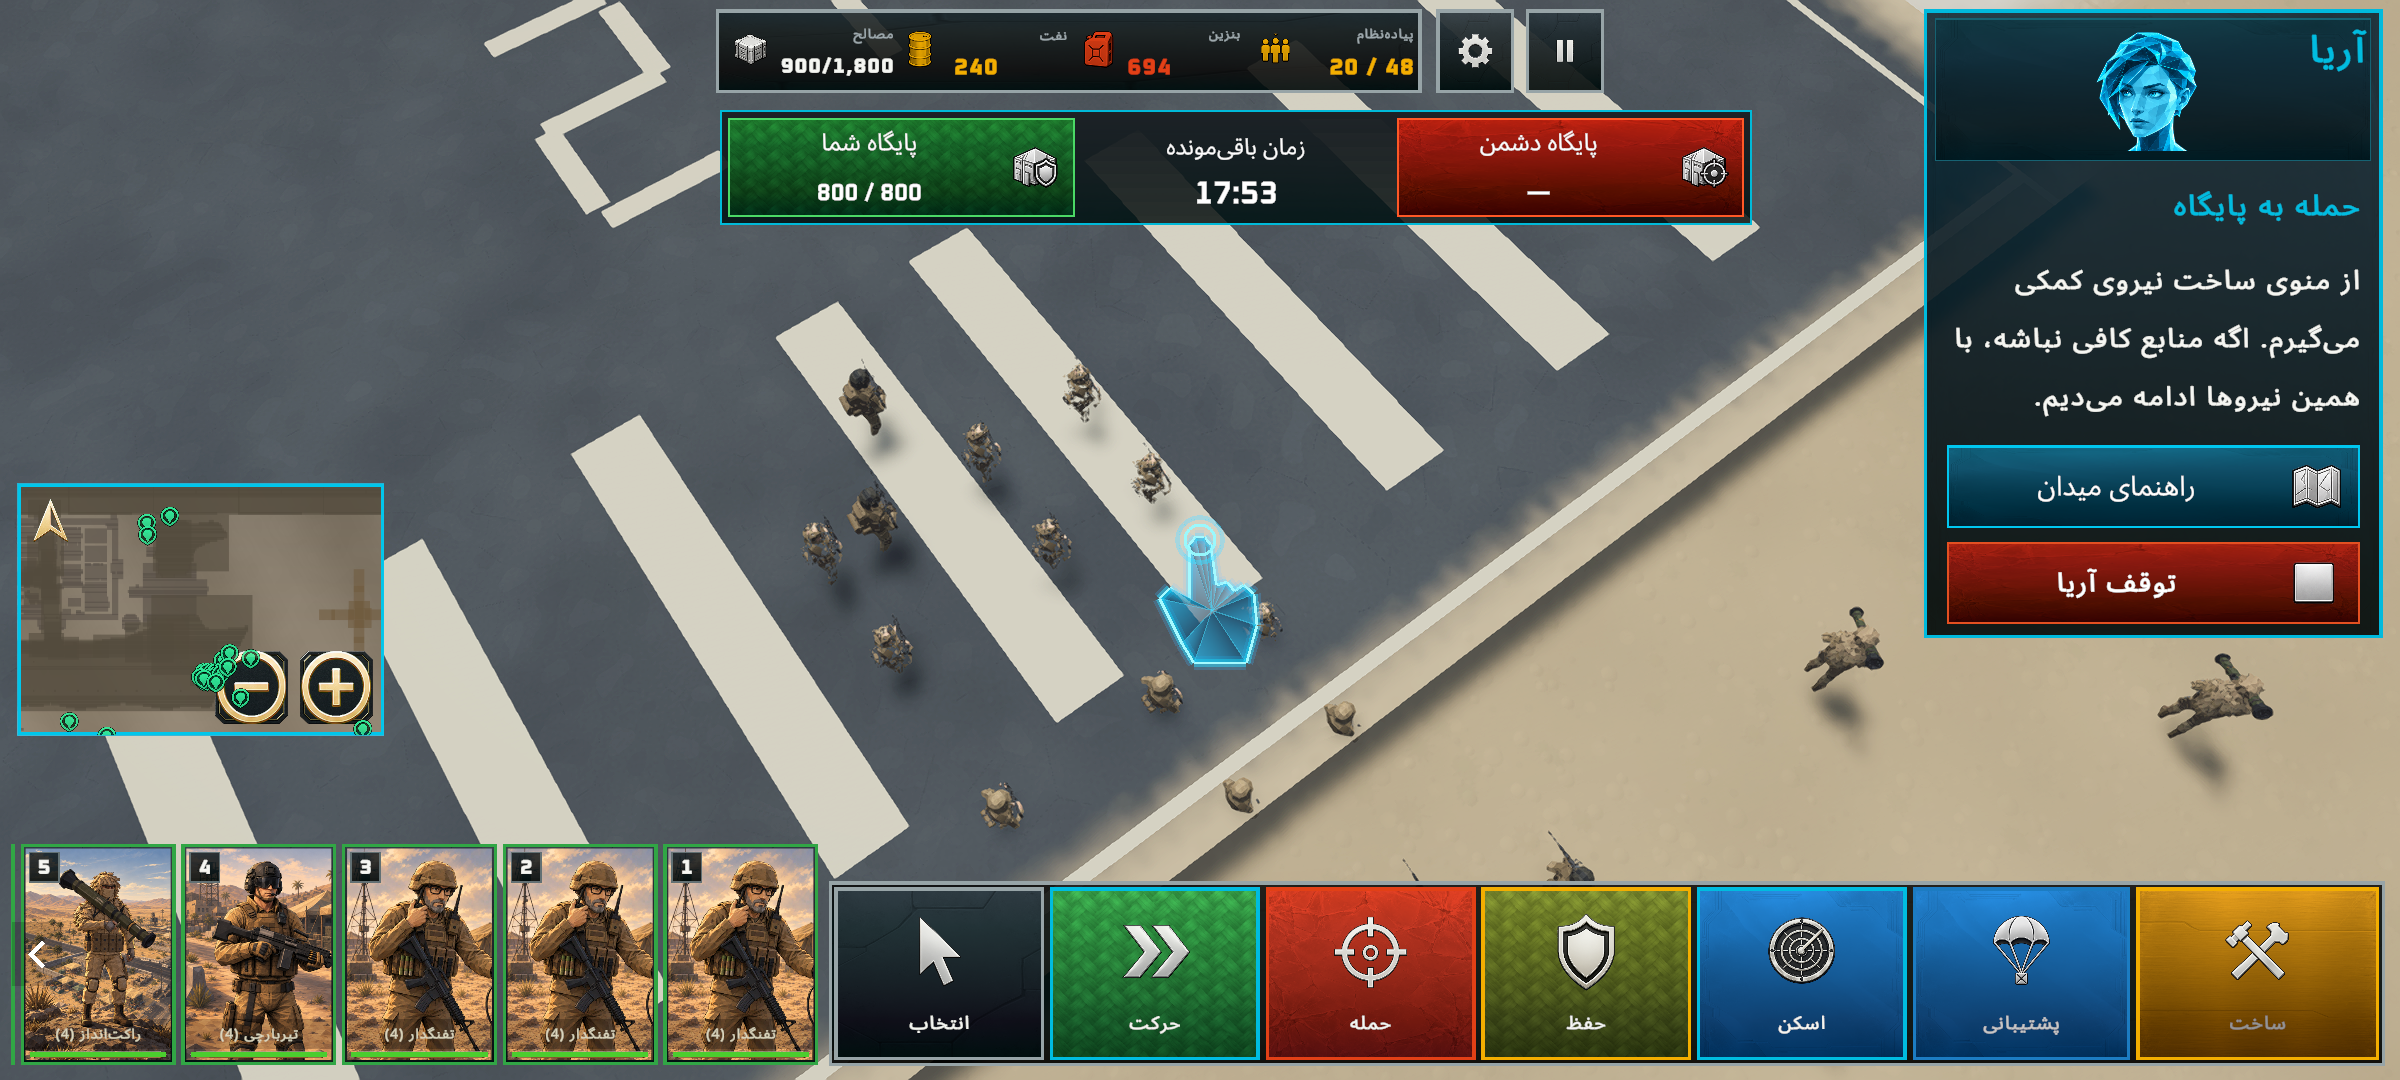 مصالح
900/1,800
نفت
240
بنزین
694
پیاده‌نظام
20 / 48
پایگاه شما
800 / 800
زمان باقی‌مونده
17:53
پایگاه دشمن
—
آریا
حمله به پایگاه
از منوی ساخت نیروی کمکی
می‌گیرم. اگه منابع کافی نباشه، با
همین نیروها ادامه می‌دیم.
راهنمای میدان
توقف آریا
5
راکت‌انداز (4)
4
تیربارچی (4)
3
تفنگدار (4)
2
تفنگدار (4)
1
تفنگدار (4)
انتخاب
حرکت
حمله
حفظ
اسکن
پشتیبانی
ساخت